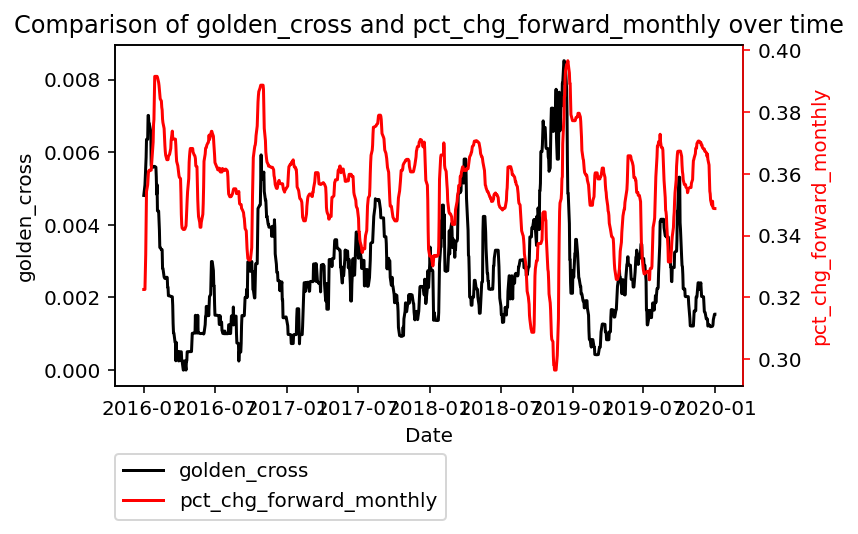 Comparison of golden_cross and pct_chg_forward_monthly over time
golden_cross
0.008
0.006
0.004
0.002
0.000
0.40
0.38
0.36
0.34
0.32
0.30
pct_chg_forward_monthly
2016-01 2016-07 2017-01 2017-07 2018-01 2018-07 2019-01 2019-07 2020-01
Date
golden_cross
pct_chg_forward_monthly